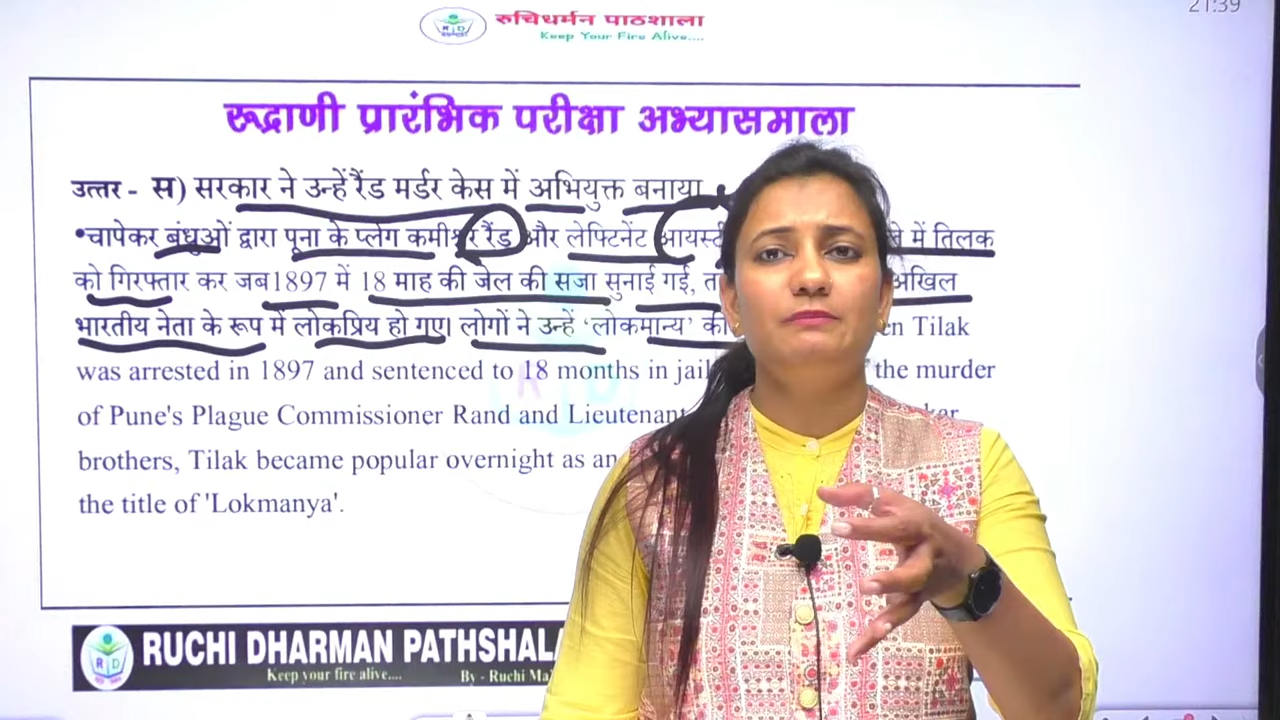 21:39
रुचिधर्मन पाठशाला
Keep Your Fire Alive....
रूद्राणी प्रारंभिक परीक्षा अभ्यासमाला
उत्तर - स) सरकार ने उन्हें रैंड मर्डर केस में अभियुक्त बनाया
•चापेकर बंधुओं द्वारा पूना के प्लेग कमीश्नर रैंड और लेफ्टिनेंट में तिलक
को गिरफ्तार कर जब1897 में 18 माह की जेल की सजा सुनाई गई, अखिल
भारतीय नेता के रूप में लोकप्रिय हो गए। लोगों ने उन्हें ‘लोकमान्य’ की Tilak
was arrested in 1897 and sentenced to 18 months in jail the murder
of Pune's Plague Commissioner Rand and Lieutenant
brothers, Tilak became popular overnight as an
the title of 'Lokmanya'.
RUCHI DHARMAN PATHSHALA
Keep your fire alive.... By - Ruchi